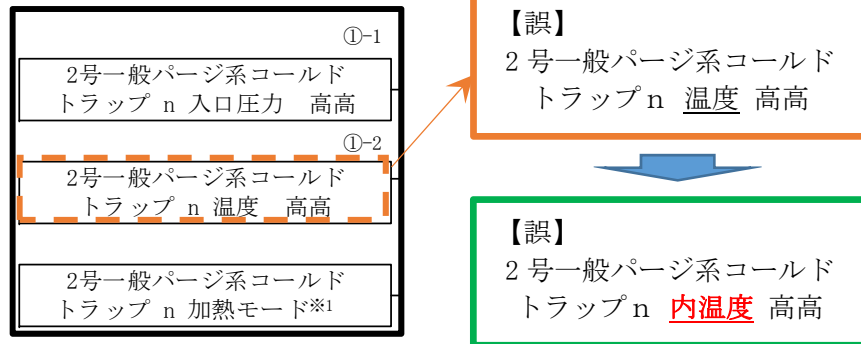 ①-1
2号一般パージ系コールド
トラップ n 入口圧力 高高
①-2
2号一般パージ系コールド
トラップ n 温度 高高
2号一般パージ系コールド
トラップ n 加熱モード※1
【誤】
2 号一般パージ系コールド
トラップ n 温度 高高
【誤】
2 号一般パージ系コールド
トラップ n 内温度 高高